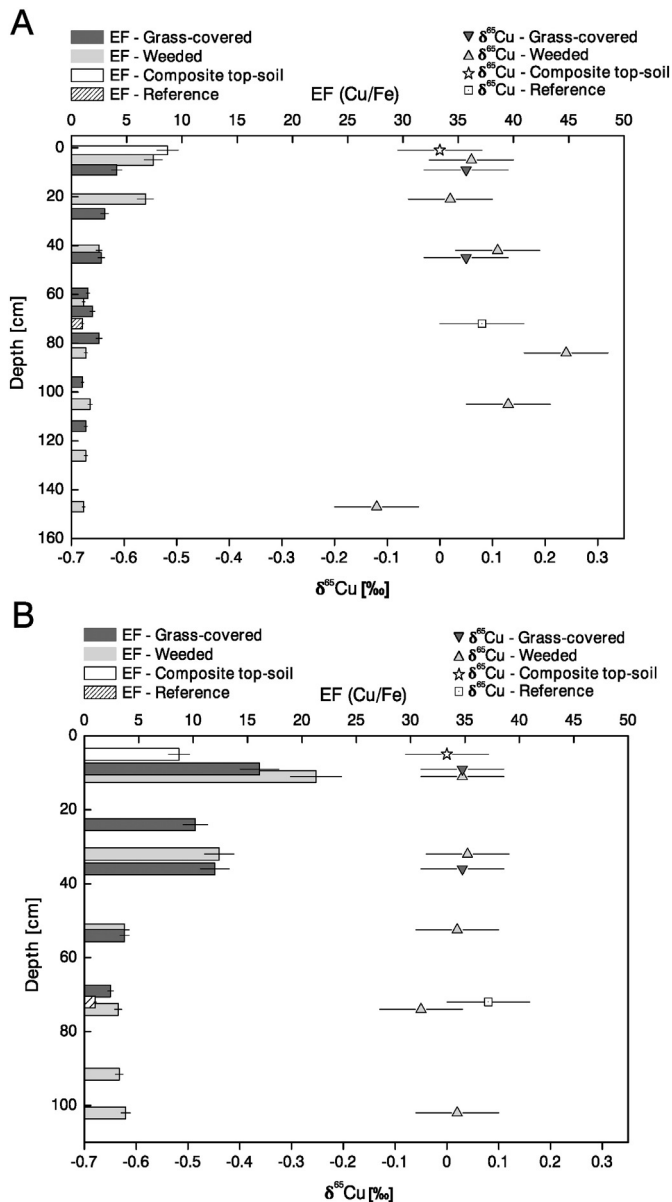 A
EF - Grass-covered
EF - Weeded
EF - Composite top-soil
EF - Reference
δ⁶⁵Cu - Grass-covered
δ⁶⁵Cu - Weeded
δ⁶⁵Cu - Composite top-soil
δ⁶⁵Cu - Reference
EF (Cu/Fe)
0 5 10 15 20 25 30 35 40 45 50
Depth [cm]
0
20
40
60
80
100
120
140
160
-0.7 -0.6 -0.5 -0.4 -0.3 -0.2 -0.1 0 0.1 0.2 0.3
δ⁶⁵Cu [‰]
B
EF - Grass-covered
EF - Weeded
EF - Composite top-soil
EF - Reference
δ⁶⁵Cu - Grass-covered
δ⁶⁵Cu - Weeded
δ⁶⁵Cu - Composite top-soil
δ⁶⁵Cu - Reference
EF (Cu/Fe)
0 5 10 15 20 25 30 35 40 45 50
Depth [cm]
0
20
40
60
80
100
-0.7 -0.6 -0.5 -0.4 -0.3 -0.2 -0.1 0 0.1 0.2 0.3
δ⁶⁵Cu [‰]